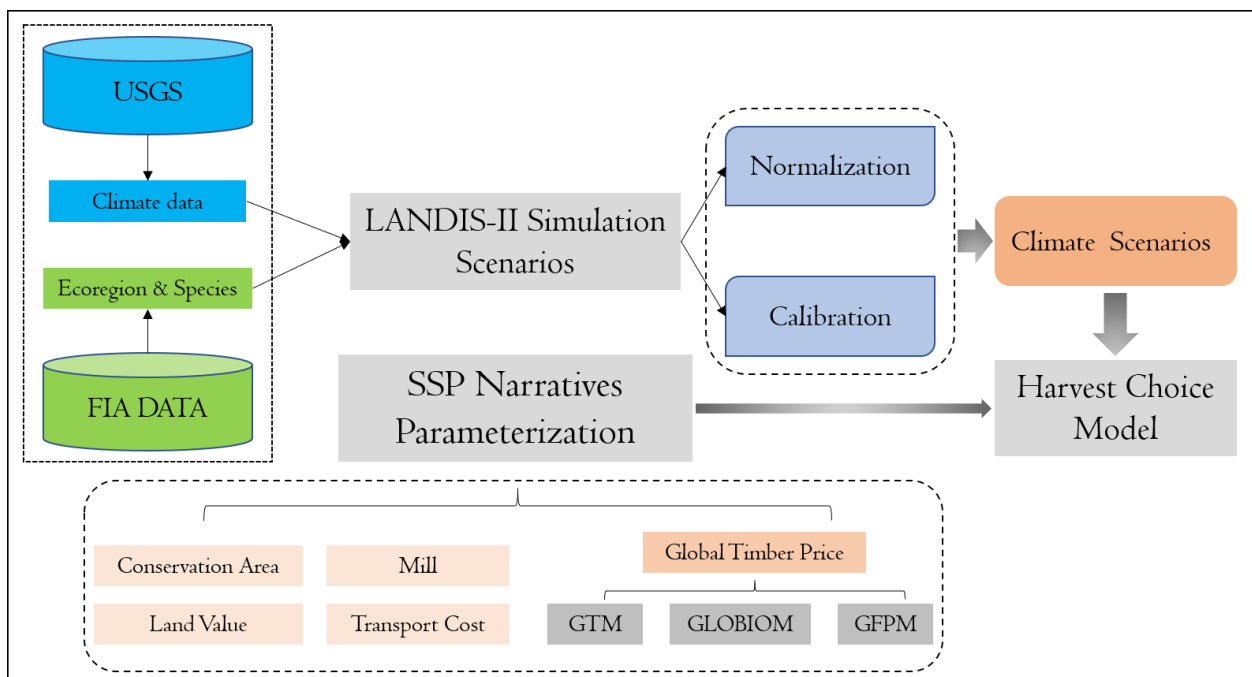 USGS
Climate data
Ecoregion & Species
FIA DATA
LANDIS-II Simulation
Scenarios
Normalization
Calibration
Climate Scenarios
SSP Narratives
Parameterization
Harvest Choice
Model
Conservation Area
Mill
Land Value
Transport Cost
Global Timber Price
GTM
GLOBIOM
GFPM